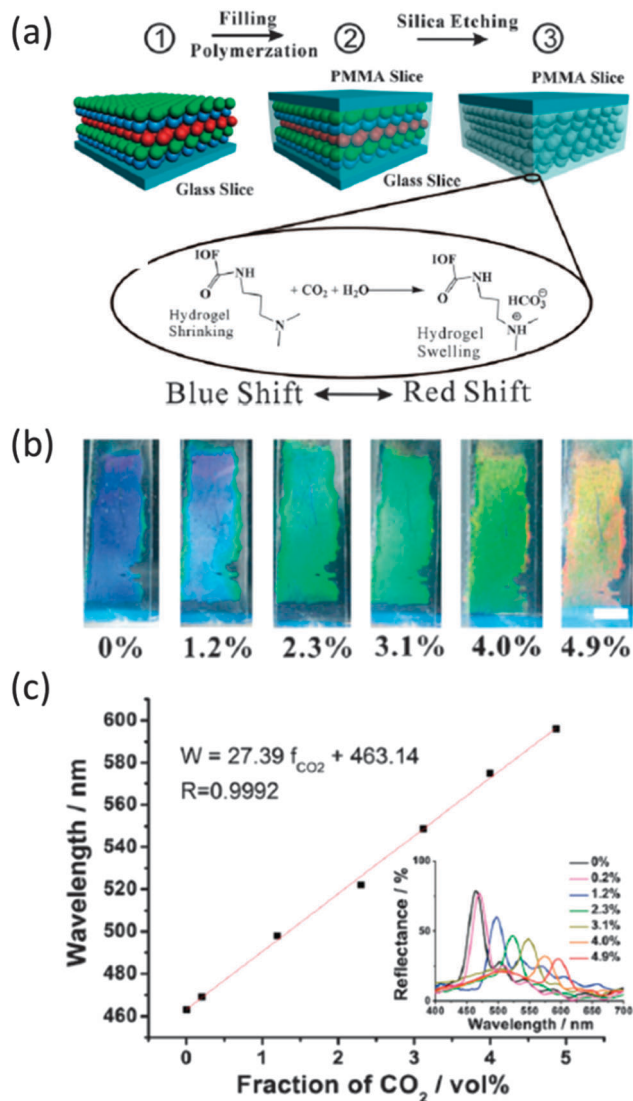 (a)
① Filling ② Silica Etching ③
Polymerzation
PMMA Slice PMMA Slice
Glass Slice Glass Slice
IOF IOF
NH + CO2 + H2O NH HCO3⊖
O O
Hydrogel Hydrogel
Shrinking Swelling
N NH
⊕
Blue Shift ↔ Red Shift
(b)
0% 1.2% 2.3% 3.1% 4.0% 4.9%
(c)
W = 27.39 fCO2 + 463.14
R=0.9992
Wavelength / nm
600
580
560
540
520
500
480
460
0 1 2 3 4 5
Fraction of CO2 / vol%
Reflectance / %
100
50
0
400 450 500 550 600 650 700
Wavelength / nm
0%
0.2%
1.2%
2.3%
3.1%
4.0%
4.9%